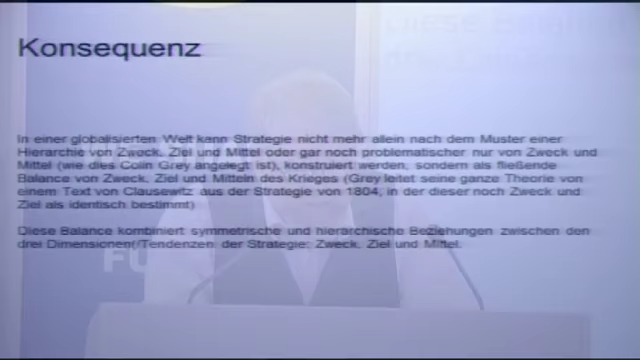 Konsequenz
In einer globalisierten Welt kann Strategie nicht mehr allein nach dem Muster einer
Hierarchie von Zweck, Ziel und Mittel oder gar noch problematischer nur von Zweck und
Mittel (wie dies Colin Grey angelegt ist), konstruiert werden, sondern als fließende
Balance von Zweck, Ziel und Mitteln des Krieges (Grey leitet seine ganze Theorie von
einem Text von Clausewitz aus der Strategie von 1804, in der dieser noch Zweck und
Ziel als identisch bestimmt)
Diese Balance kombiniert symmetrische und hierarchische Beziehungen zwischen den
drei Dimensionen(/Tendenzen der Strategie: Zweck, Ziel und Mittel.